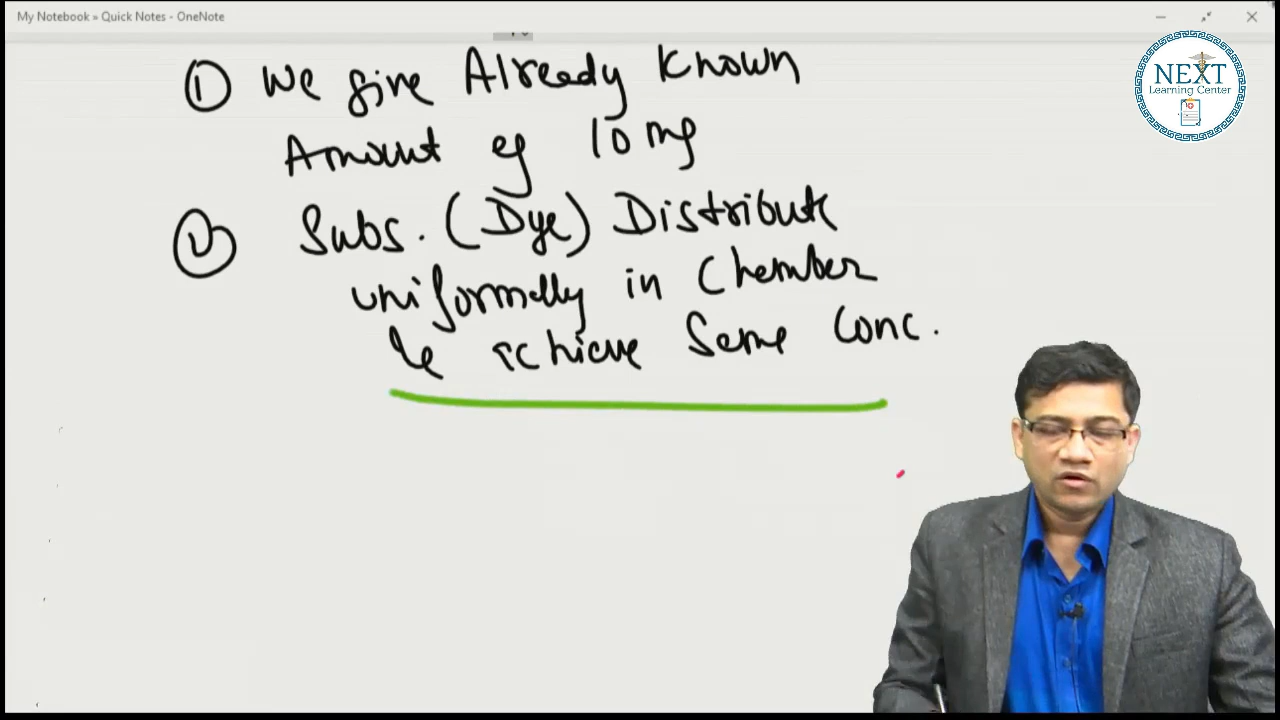 My Notebook » Quick Notes - OneNote
NEXT
Learning Center
① We give Already Known
Amount eg 10 mg
② Subs. (Dye) Distribute
uniformelly in Chamber
& achieve Same Conc.